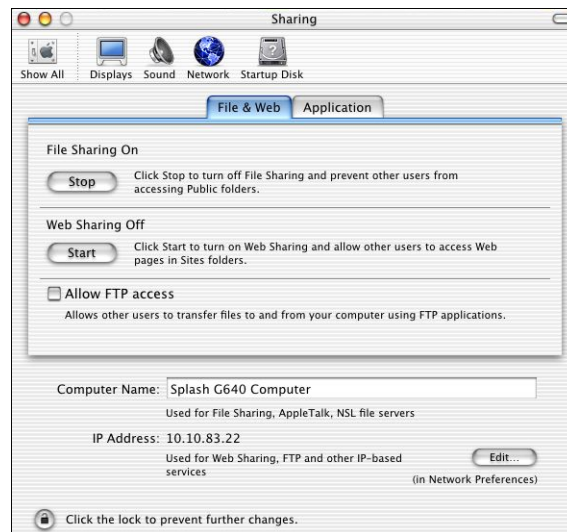 Sharing
Show All
Displays
Sound
Network
Startup Disk
File & Web
Application
File Sharing On
Stop
Click Stop to turn off File Sharing and prevent other users from
accessing Public folders.
Web Sharing Off
Start
Click Start to turn on Web Sharing and allow other users to access Web
pages in Sites folders.
Allow FTP access
Allows other users to transfer files to and from your computer using FTP applications.
Computer Name: Splash G640 Computer
Used for File Sharing, AppleTalk, NSL file servers
IP Address: 10.10.83.22
Used for Web Sharing, FTP and other IP-based
services
Edit...
(in Network Preferences)
Click the lock to prevent further changes.